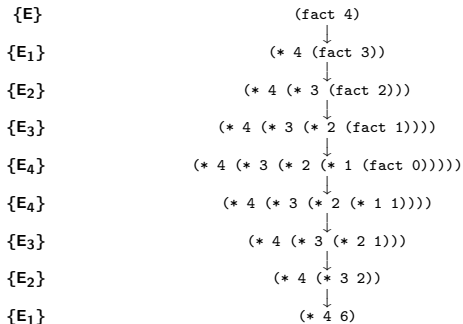 {E} (fact 4)
{E₁} (* 4 (fact 3))
{E₂} (* 4 (* 3 (fact 2)))
{E₃} (* 4 (* 3 (* 2 (fact 1))))
{E₄} (* 4 (* 3 (* 2 (* 1 (fact 0)))))
{E₄} (* 4 (* 3 (* 2 (* 1 1))))
{E₃} (* 4 (* 3 (* 2 1)))
{E₂} (* 4 (* 3 2))
{E₁} (* 4 6)